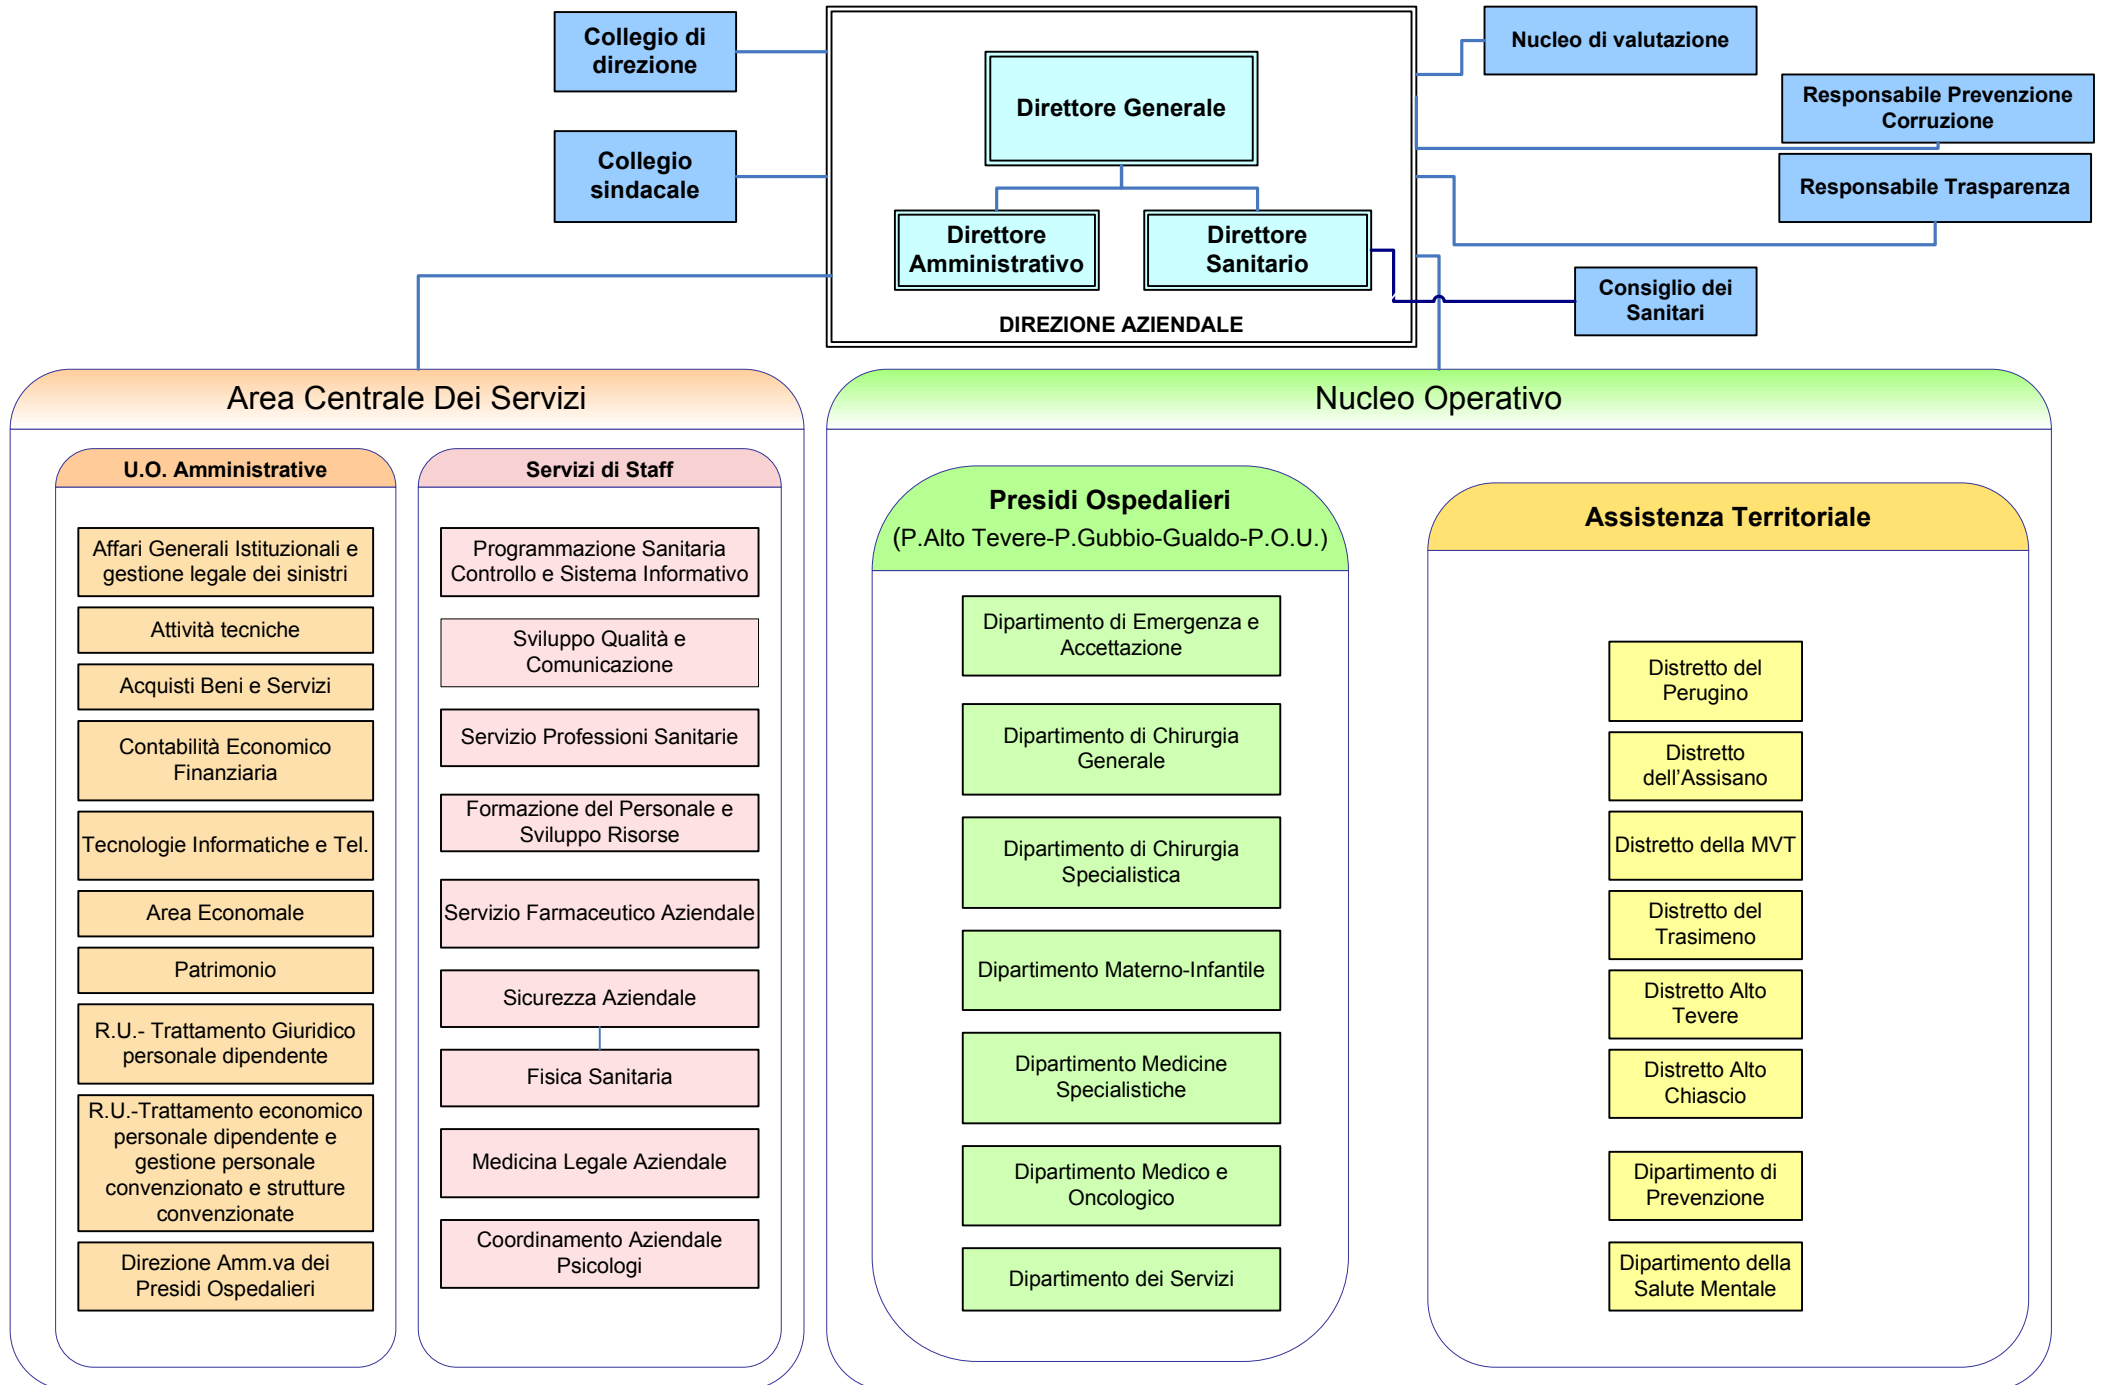 Collegio di
direzione
Collegio
sindacale
Direttore Generale
Direttore
Amministrativo
Direttore
Sanitario
DIREZIONE AZIENDALE
Nucleo di valutazione
Responsabile Prevenzione
Corruzione
Responsabile Trasparenza
Consiglio dei
Sanitari
Area Centrale Dei Servizi
U.O. Amministrative
Affari Generali Istituzionali e
gestione legale dei sinistri
Attività tecniche
Acquisti Beni e Servizi
Contabilità Economico
Finanziaria
Tecnologie Informatiche e Tel.
Area Economale
Patrimonio
R.U.- Trattamento Giuridico
personale dipendente
R.U.-Trattamento economico
personale dipendente e
gestione personale
convenzionato e strutture
convenzionate
Direzione Amm.va dei
Presidi Ospedalieri
Servizi di Staff
Programmazione Sanitaria
Controllo e Sistema Informativo
Sviluppo Qualità e
Comunicazione
Servizio Professioni Sanitarie
Formazione del Personale e
Sviluppo Risorse
Servizio Farmaceutico Aziendale
Sicurezza Aziendale
Fisica Sanitaria
Medicina Legale Aziendale
Coordinamento Aziendale
Psicologi
Nucleo Operativo
Presidi Ospedalieri
(P.Alto Tevere-P.Gubbio-Gualdo-P.O.U.)
Dipartimento di Emergenza e
Accettazione
Dipartimento di Chirurgia
Generale
Dipartimento di Chirurgia
Specialistica
Dipartimento Materno-Infantile
Dipartimento Medicine
Specialistiche
Dipartimento Medico e
Oncologico
Dipartimento dei Servizi
Assistenza Territoriale
Distretto del
Perugino
Distretto
dell'Assisano
Distretto della MVT
Distretto del
Trasimeno
Distretto Alto
Tevere
Distretto Alto
Chiascio
Dipartimento di
Prevenzione
Dipartimento della
Salute Mentale